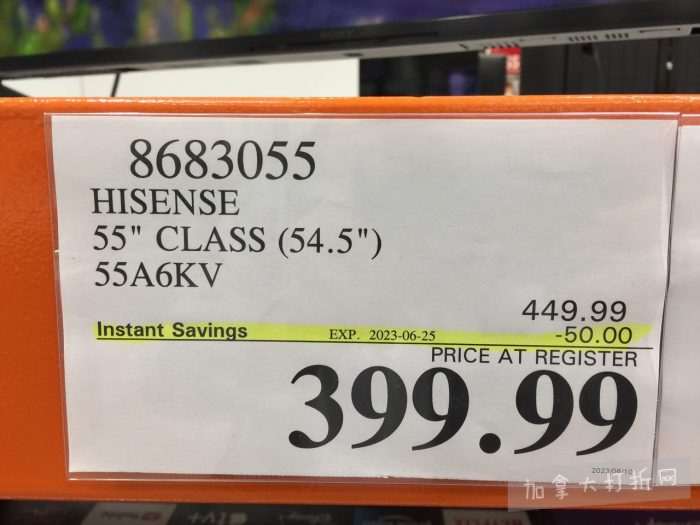 8683055
HISENSE
55" CLASS (54.5")
55A6KV
449.99
Instant Savings EXP. 2023-06-25 -50.00
PRICE AT REGISTER
399.99
加拿大打折网